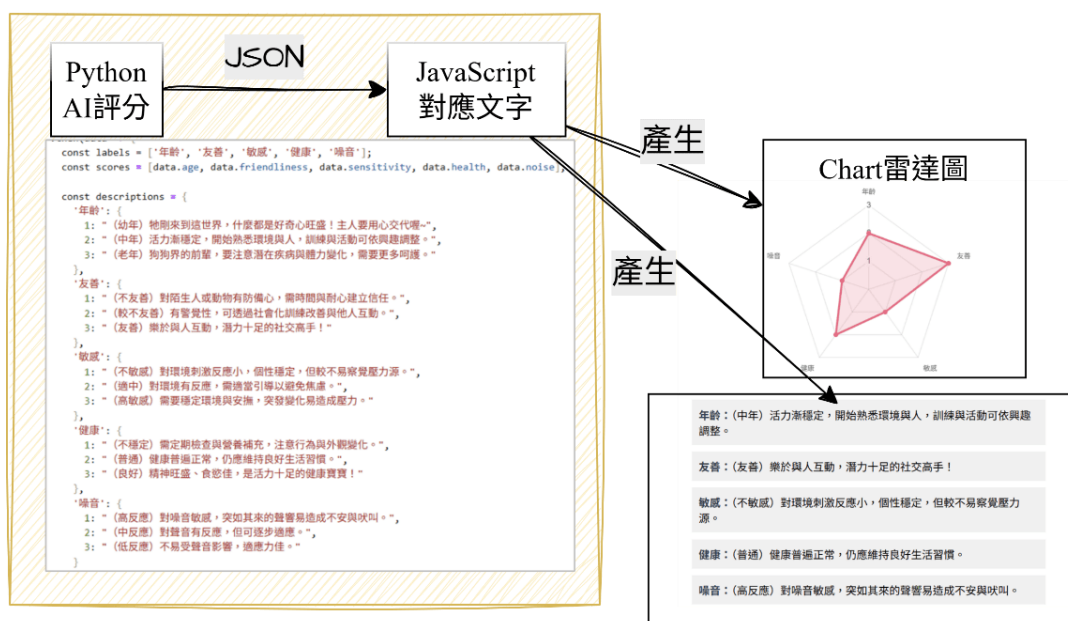 Python
AI評分
JSON
JavaScript
對應文字
產生
產生
const labels = ['年齡', '友善', '敏感', '健康', '噪音'];
const scores = [data.age, data.friendliness, data.sensitivity, data.health, data.noise],
const descriptions = {
'年齡': {
1: "（幼年）牠剛來到這世界，什麼都是好奇心旺盛！主人要用心交代喔~",
2: "（中年）活力漸穩定，開始熟悉環境與人，訓練與活動可依興趣調整。",
3: "（老年）狗狗界的前輩，要注意潛在疾病與體力變化，需要更多呵護。"
},
'友善': {
1: "（不友善）對陌生人或動物有防備心，需時間與耐心建立信任。",
2: "（較不友善）有警覺性，可透過社會化訓練改善與他人互動。",
3: "（友善）樂於與人互動，潛力十足的社交高手！"
},
'敏感': {
1: "（不敏感）對環境刺激反應小，個性穩定，但較不易察覺壓力源。",
2: "（適中）對環境有反應，需適當引導以避免焦慮。",
3: "（高敏感）需要穩定環境與安撫，突發變化易造成壓力。"
},
'健康': {
1: "（不穩定）需定期檢查與營養補充，注意行為與外觀變化。",
2: "（普通）健康普遍正常，仍應維持良好生活習慣。",
3: "（良好）精神旺盛、食慾佳，是活力十足的健康寶寶！"
},
'噪音': {
1: "（高反應）對噪音敏感，突如其來的聲響易造成不安與吠叫。",
2: "（中反應）對聲音有反應，但可逐步適應。",
3: "（低反應）不易受聲音影響，適應力佳。"
}
Chart雷達圖
年齡
3
噪音
1
友善
健康
敏感
年齡：（中年）活力漸穩定，開始熟悉環境與人，訓練與活動可依興趣
調整。
友善：（友善）樂於與人互動，潛力十足的社交高手！
敏感：（不敏感）對環境刺激反應小，個性穩定，但較不易察覺壓力
源。
健康：（普通）健康普遍正常，仍應維持良好生活習慣。
噪音：（高反應）對噪音敏感，突如其來的聲響易造成不安與吠叫。